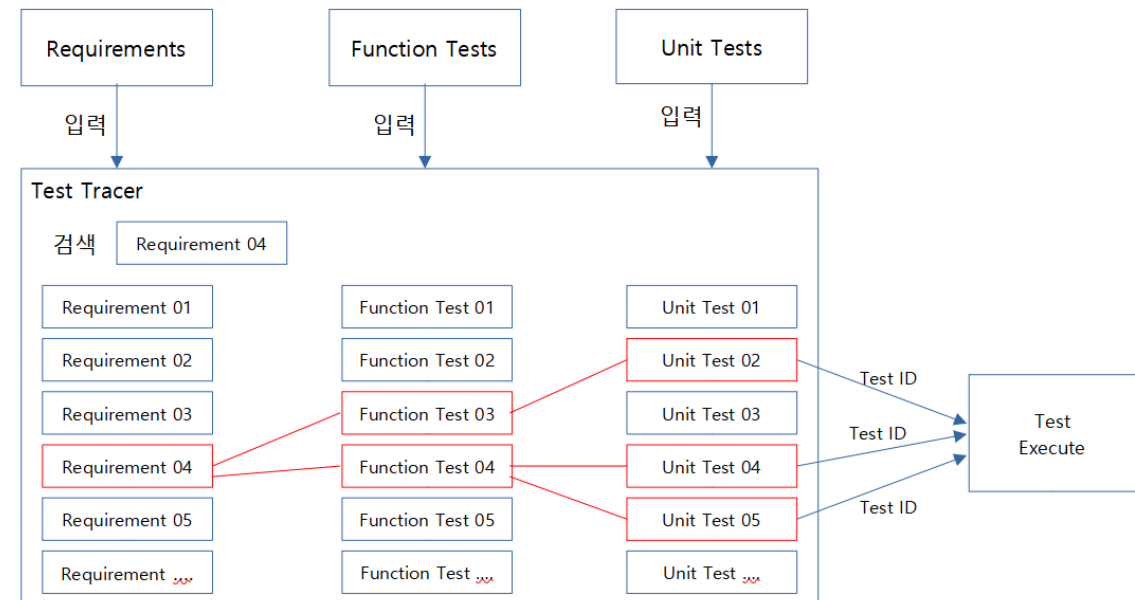 Requirements
Function Tests
Unit Tests
입력
입력
입력
Test Tracer
검색
Requirement 04
Requirement 01
Function Test 01
Unit Test 01
Requirement 02
Function Test 02
Unit Test 02
Test ID
Requirement 03
Function Test 03
Unit Test 03
Test ID
Test
Execute
Requirement 04
Function Test 04
Unit Test 04
Requirement 05
Function Test 05
Unit Test 05
Test ID
Requirement ....
Function Test ....
Unit Test ....